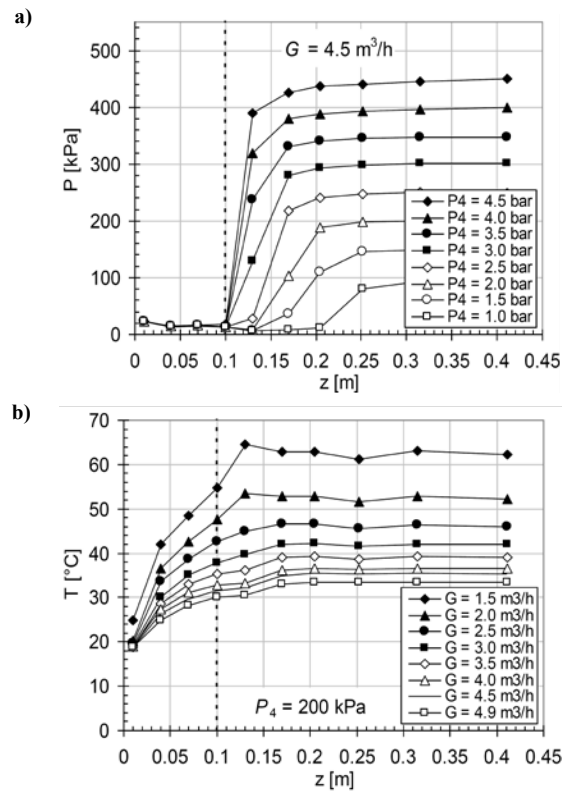 a)
500
400
300
200
100
0
P [kPa]
G = 4.5 m³/h
P4 = 4.5 bar
P4 = 4.0 bar
P4 = 3.5 bar
P4 = 3.0 bar
P4 = 2.5 bar
P4 = 2.0 bar
P4 = 1.5 bar
P4 = 1.0 bar
0 0.05 0.1 0.15 0.2 0.25 0.3 0.35 0.4 0.45
z [m]
b)
70
60
50
40
30
20
10
0
T [°C]
P4 = 200 kPa
G = 1.5 m3/h
G = 2.0 m3/h
G = 2.5 m3/h
G = 3.0 m3/h
G = 3.5 m3/h
G = 4.0 m3/h
G = 4.5 m3/h
G = 4.9 m3/h
0 0.05 0.1 0.15 0.2 0.25 0.3 0.35 0.4 0.45
z [m]